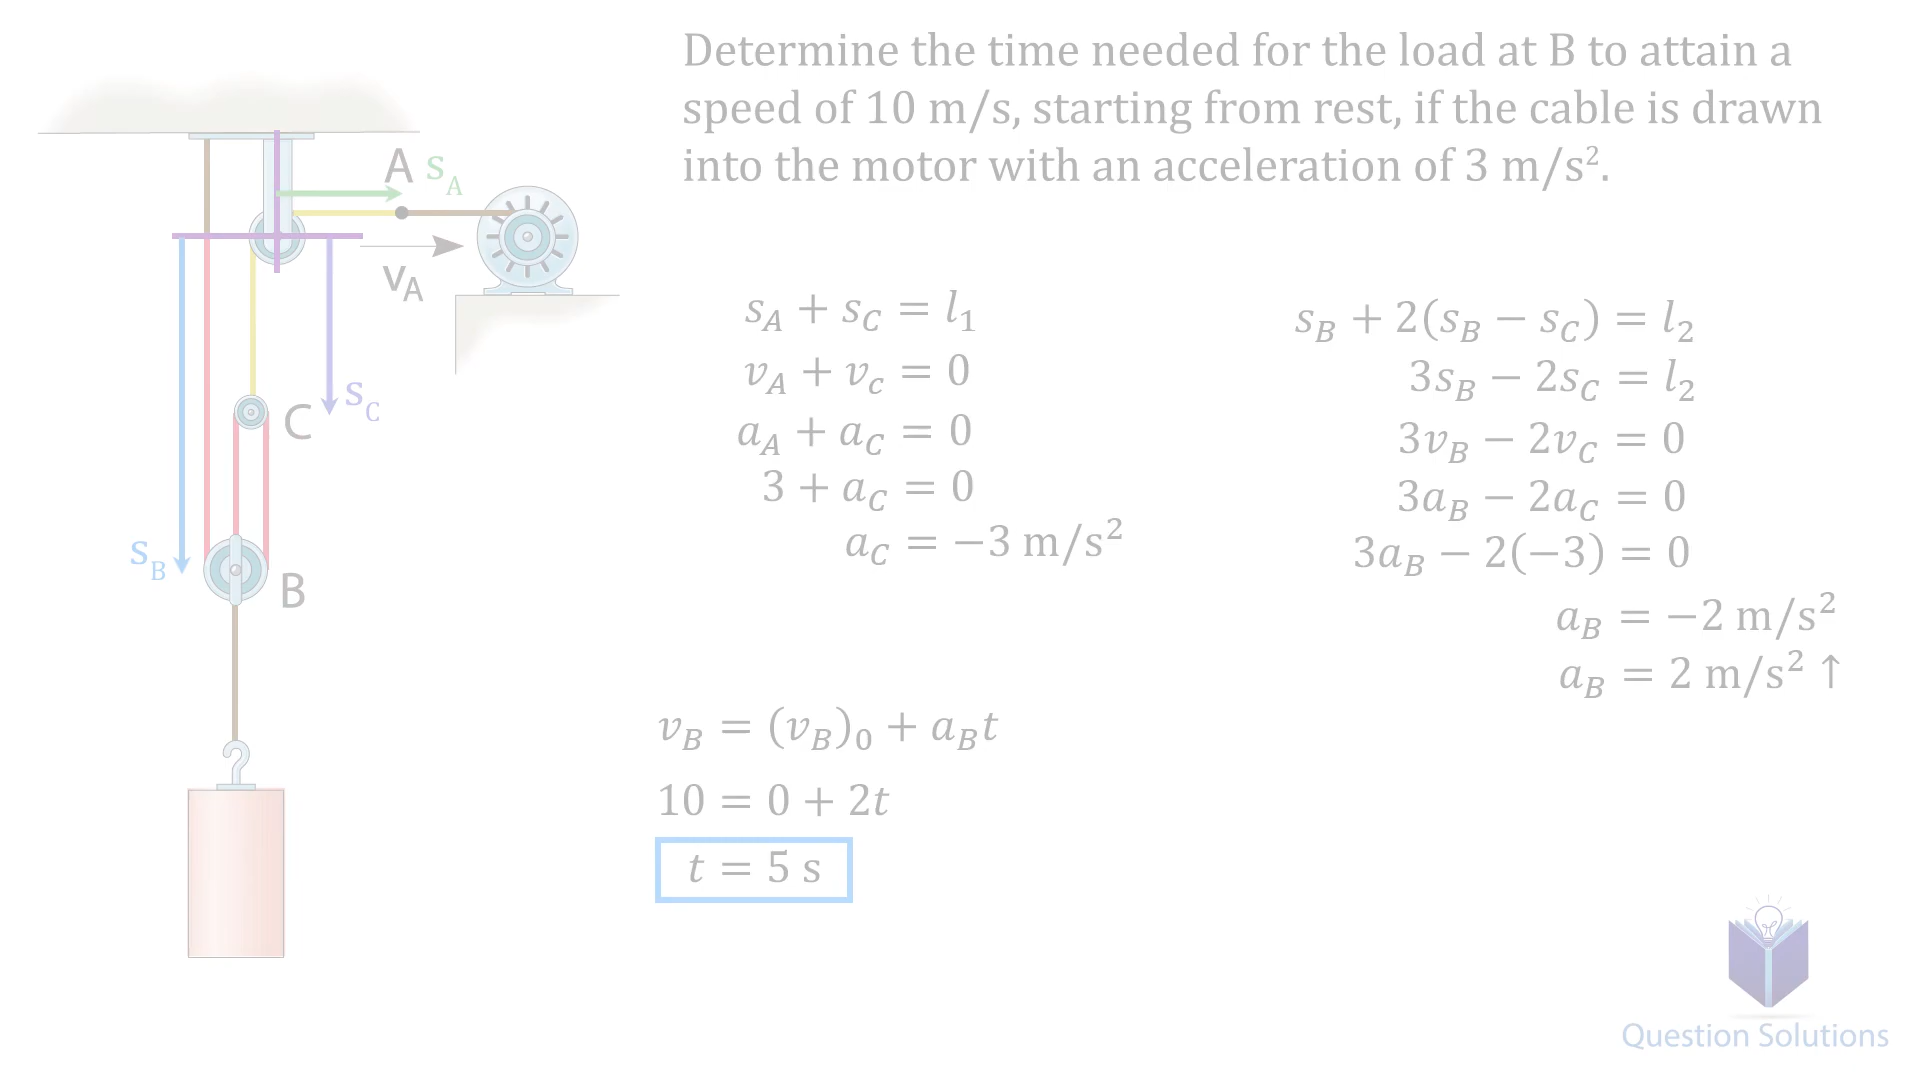 Determine the time needed for the load at B to attain a
speed of 10 m/s, starting from rest, if the cable is drawn
into the motor with an acceleration of 3 m/s².
A
s_A
v_A
s_C
C
s_B
B
s_A + s_C = l_1
v_A + v_c = 0
a_A + a_C = 0
3 + a_C = 0
a_C = −3 m/s²
s_B + 2(s_B − s_C) = l_2
3s_B − 2s_C = l_2
3v_B − 2v_C = 0
3a_B − 2a_C = 0
3a_B − 2(−3) = 0
a_B = −2 m/s²
a_B = 2 m/s² ↑
v_B = (v_B)_0 + a_B t
10 = 0 + 2t
t = 5 s
Question Solutions